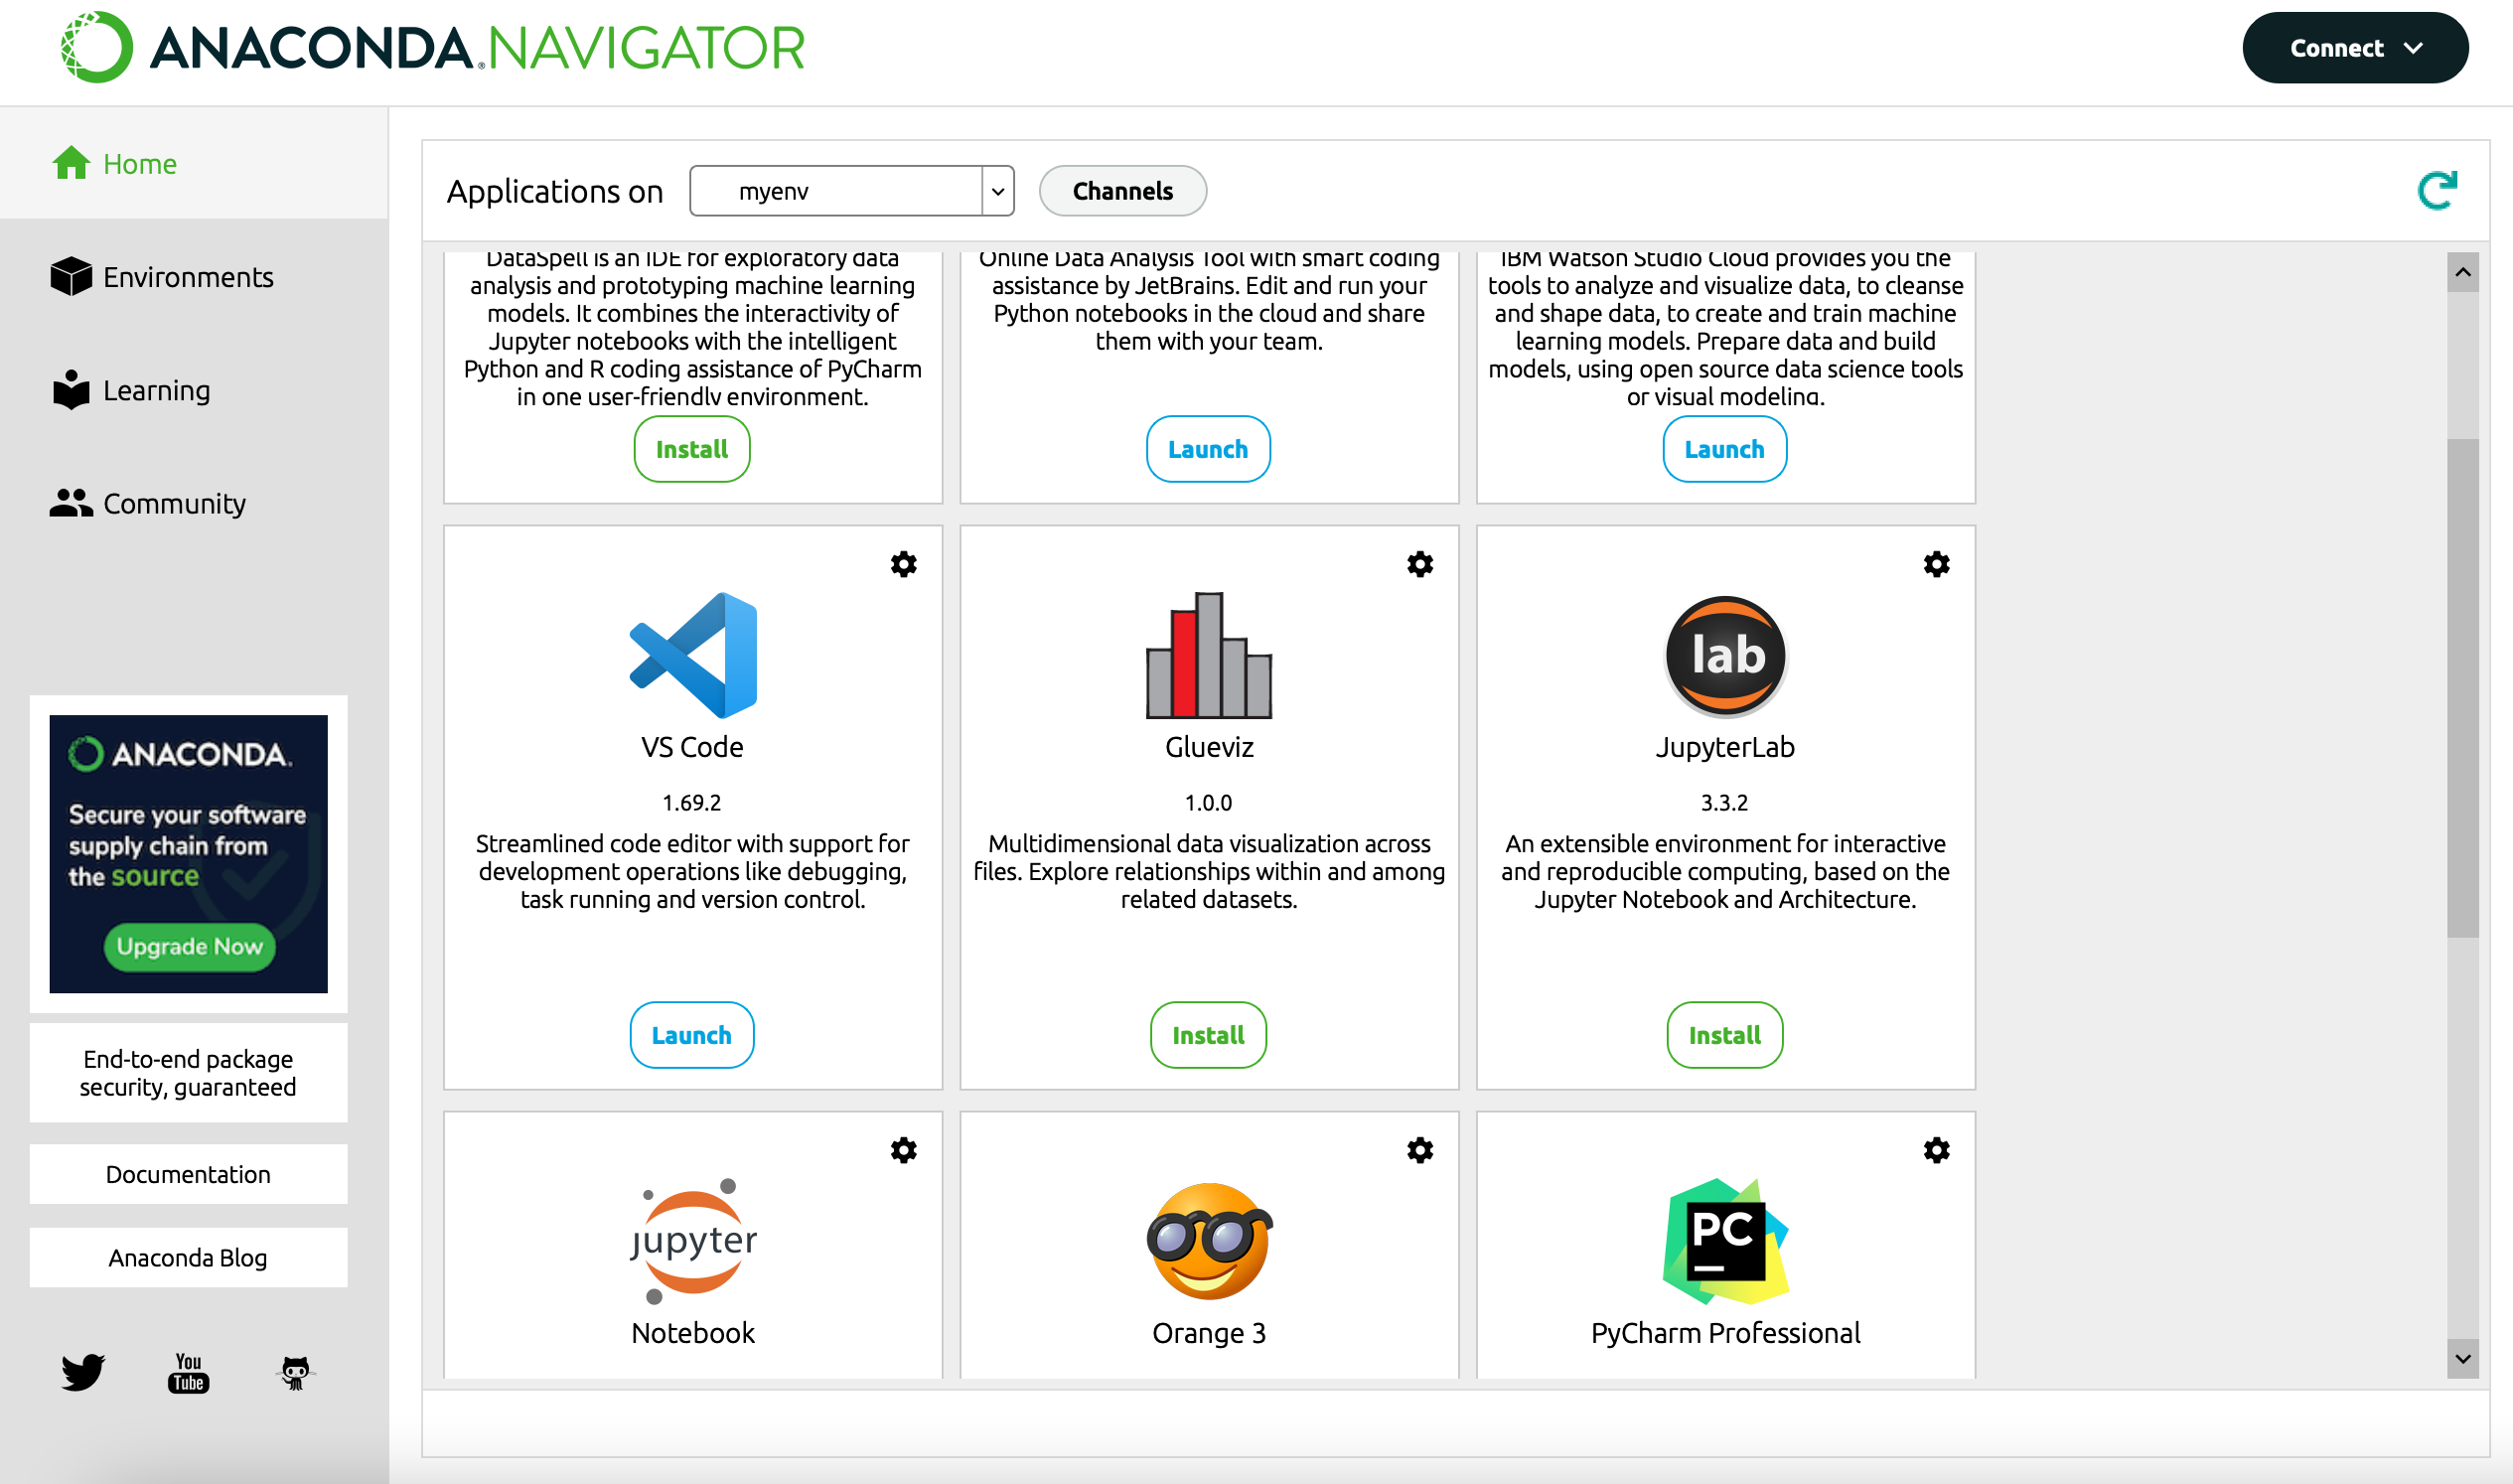 ANACONDA.NAVIGATOR
Connect
Home
Environments
Learning
Community
ANACONDA.
Secure your software
supply chain from
the source
Upgrade Now
End-to-end package
security, guaranteed
Documentation
Anaconda Blog
You
Tube
Applications on
myenv
Channels
DataSpell is an IDE for exploratory data
analysis and prototyping machine learning
models. It combines the interactivity of
Jupyter notebooks with the intelligent
Python and R coding assistance of PyCharm
in one user-friendly environment.
Install
Online Data Analysis Tool with smart coding
assistance by JetBrains. Edit and run your
Python notebooks in the cloud and share
them with your team.
Launch
IBM Watson Studio Cloud provides you the
tools to analyze and visualize data, to cleanse
and shape data, to create and train machine
learning models. Prepare data and build
models, using open source data science tools
or visual modeling.
Launch
VS Code
1.69.2
Streamlined code editor with support for
development operations like debugging,
task running and version control.
Launch
Glueviz
1.0.0
Multidimensional data visualization across
files. Explore relationships within and among
related datasets.
Install
lab
JupyterLab
3.3.2
An extensible environment for interactive
and reproducible computing, based on the
Jupyter Notebook and Architecture.
Install
jupyter
Notebook
Orange 3
PC
PyCharm Professional